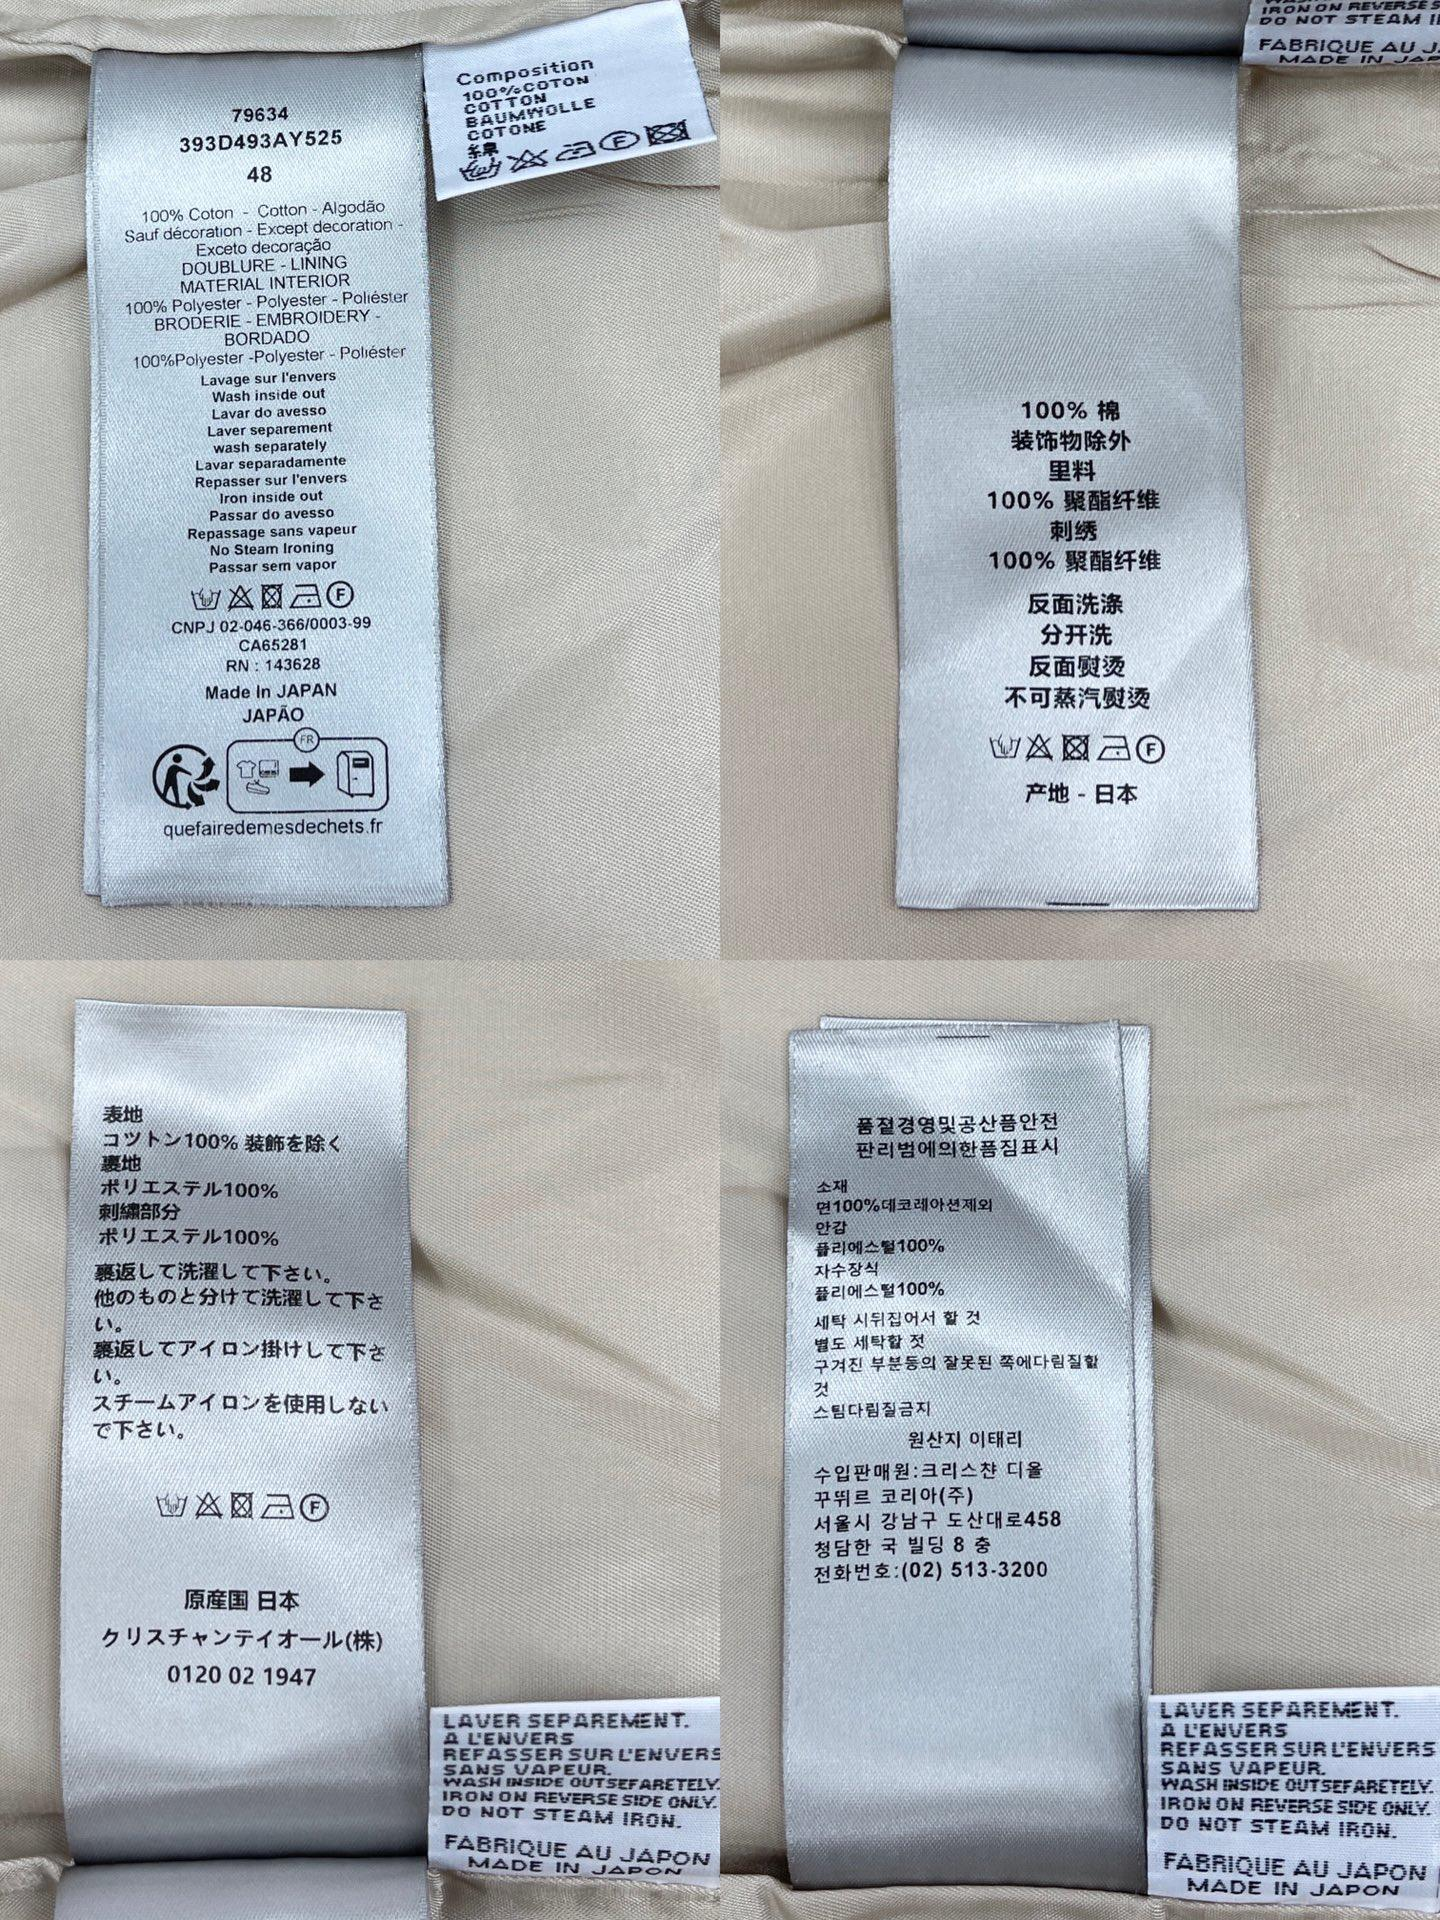 79634
393D493AY525
48
100% Coton - Cotton - Algodão
Sauf décoration - Except decoration -
Exceto decoração
DOUBLURE - LINING
MATERIAL INTERIOR
100% Polyester - Polyester - Poliéster
BRODERIE - EMBROIDERY -
BORDADO
100%Polyester -Polyester - Poliéster
Lavage sur l'envers
Wash inside out
Lavar do avesso
Laver separement
wash separately
Lavar separadamente
Repasser sur l'envers
Iron inside out
Passar do avesso
Repassage sans vapeur
No Steam Ironing
Passar sem vapor
F
CNPJ 02-046-366/0003-99
CA65281
RN : 143628
Made In JAPAN
JAPÃO
FR
quefairedemesdechets.fr
Composition
100%COTON
COTTON
BAUMWOLLE
COTONE
綿
F
IRON ON REVERSE S
DO NOT STEAM I
FABRIQUE AU J
MADE IN JAP
100% 棉
装饰物除外
里料
100% 聚酯纤维
刺绣
100% 聚酯纤维
反面洗涤
分开洗
反面熨烫
不可蒸汽熨烫
F
产地 - 日本
表地
コツトン100% 装飾を除く
裏地
ポリエステル100%
刺繍部分
ポリエステル100%
裏返して洗濯して下さい。
他のものと分けて洗濯して下さ
い。
裏返してアイロン掛けして下さ
い。
スチームアイロンを使用しない
で下さい。
F
原産国 日本
クリスチャンテイオール(株)
0120 02 1947
LAVER SEPAREMENT.
A L'ENVERS
REFASSER SUR L'ENVERS
SANS VAPEUR.
WASH INSIDE OUTSEFARETELY.
IRON ON REVERSE SIDE ONLY.
DO NOT STEAM IRON.
FABRIQUE AU JAPON
MADE IN JAPON
품졀경영및공산픔안전
판리범에의한픔짐표시
소재
면100%데코레아션제외
안감
플리에스털100%
자수장식
플리에스털100%
세탁 시뒤집어서 할 것
별도 세탁할 젓
구겨진 부분등의 잘못된 쪽에다림질할
것
스팀다림질금지
원산지 이태리
수입판매원:크리스챤 디올
꾸뛰르 코리아(주)
서울시 강남구 도산대로458
청담한 국 빌딩 8 충
전화번호:(02) 513-3200
LAVER SEPAREMENT.
A L'ENVERS
REFASSER SUR L'ENVERS
SANS VAPEUR.
WASH INSIDE OUTSEFARETELY.
IRON ON REVERSE SIDE ONLY.
DO NOT STEAM IRON.
FABRIQUE AU JAPON
MADE IN JAPON